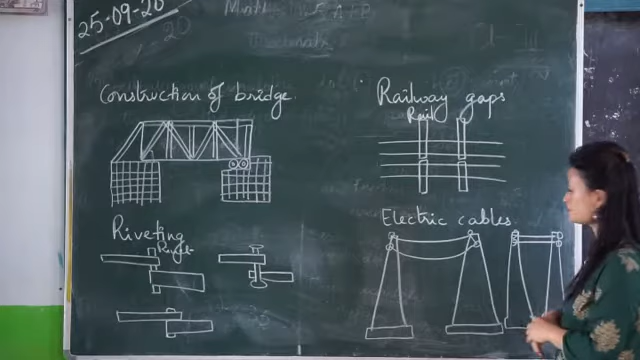 25-09-20
Construction of bridge
Railway gaps
Rail
Riveting
Electric cables